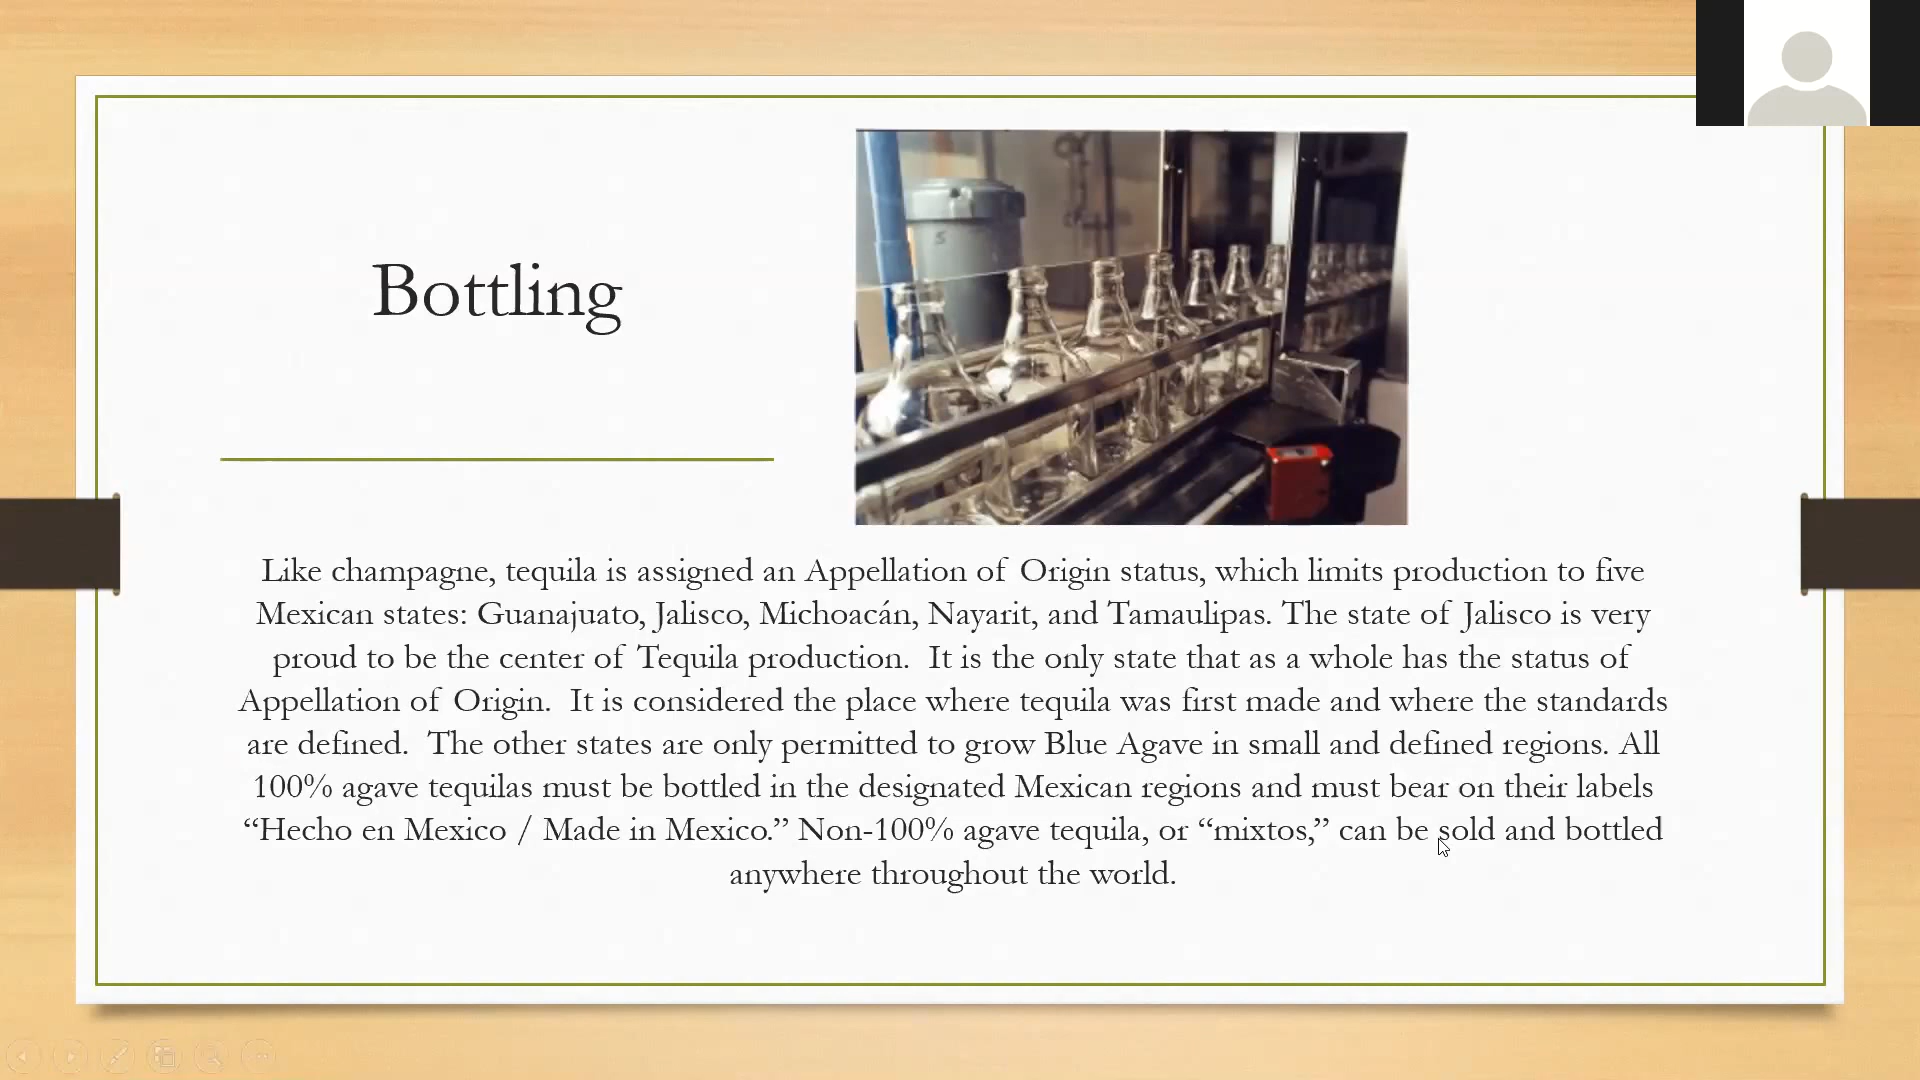 Bottling
Like champagne, tequila is assigned an Appellation of Origin status, which limits production to five
Mexican states: Guanajuato, Jalisco, Michoacán, Nayarit, and Tamaulipas. The state of Jalisco is very
proud to be the center of Tequila production.  It is the only state that as a whole has the status of
Appellation of Origin.  It is considered the place where tequila was first made and where the standards
are defined.  The other states are only permitted to grow Blue Agave in small and defined regions. All
100% agave tequilas must be bottled in the designated Mexican regions and must bear on their labels
“Hecho en Mexico / Made in Mexico.” Non-100% agave tequila, or “mixtos,” can be sold and bottled
anywhere throughout the world.